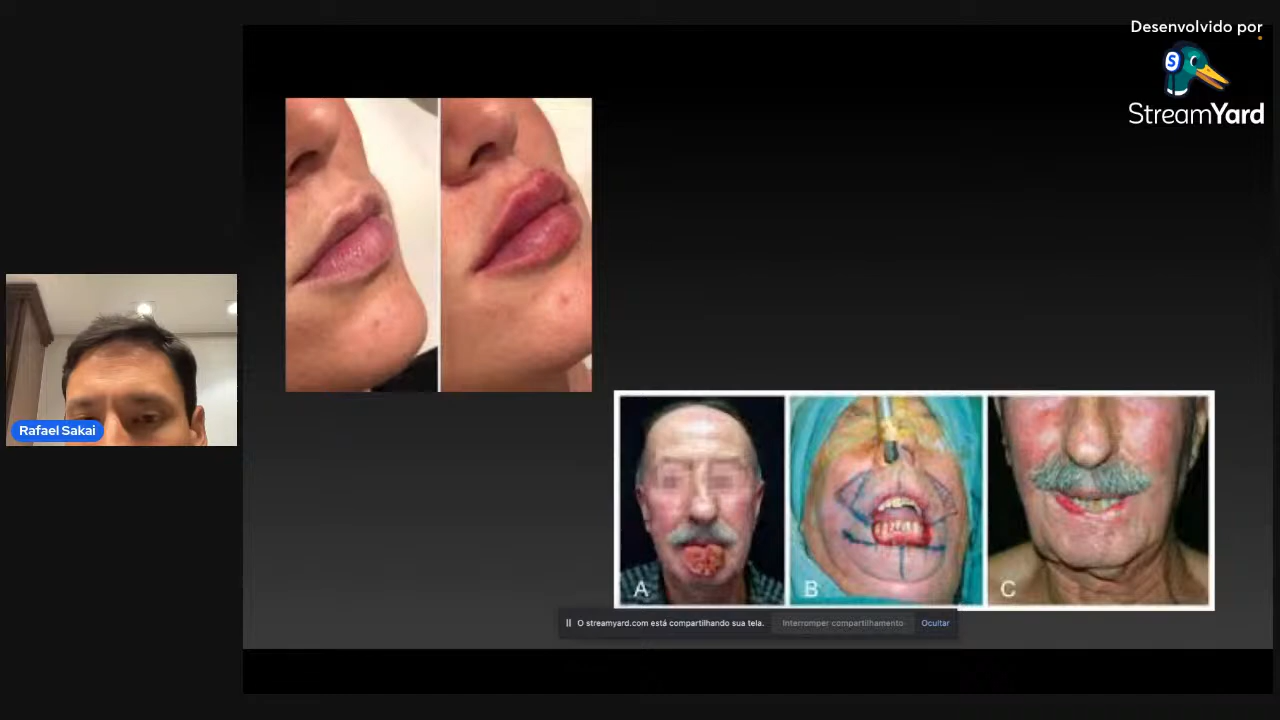 Desenvolvido por
StreamYard
Rafael Sakai
A
B
C
O streamyard.com está compartilhando sua tela.
Interromper compartilhamento
Ocultar